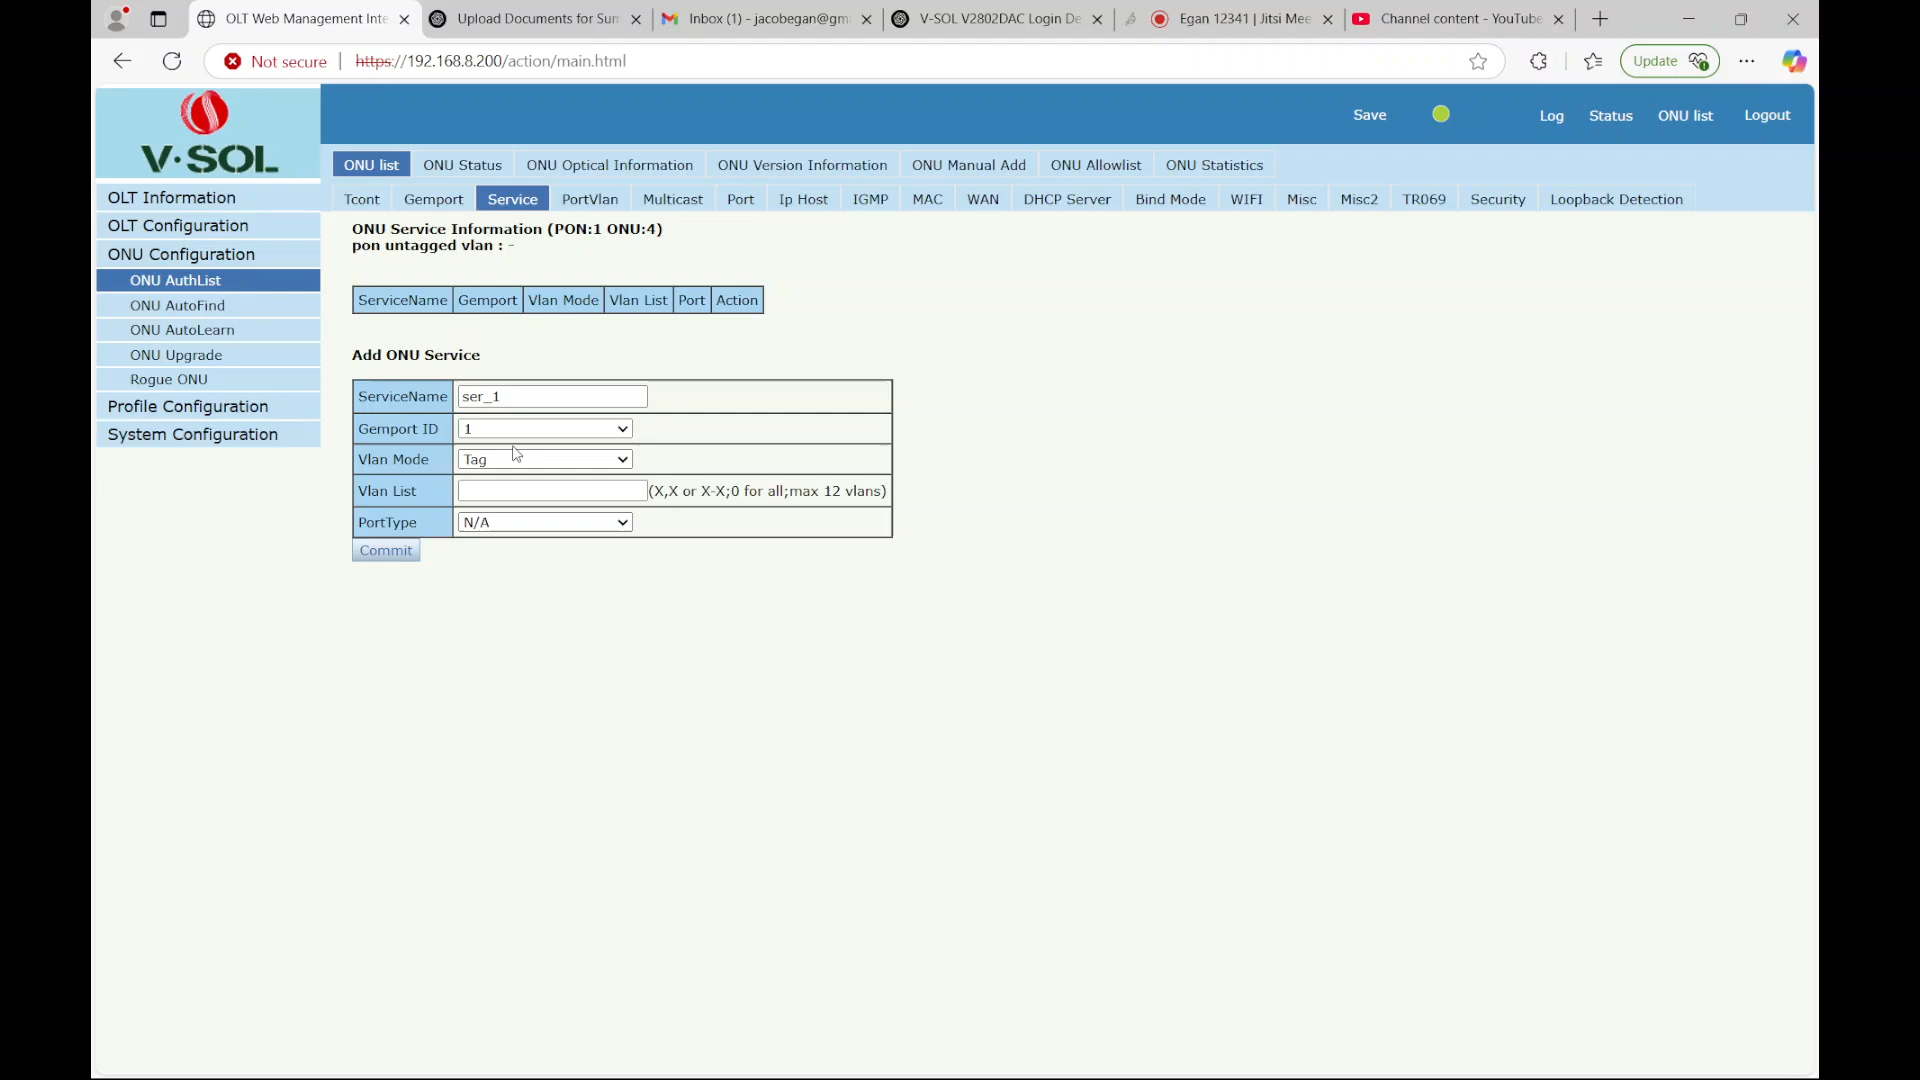 OLT Web Management Inte
Upload Documents for Sun
Inbox (1) - jacobegan@gm
V-SOL V2802DAC Login De
Egan 12341 | Jitsi Mee
Channel content - YouTube
Not secure
https://192.168.8.200/action/main.html
Update
V·SOL
Save
Log
Status
ONU list
Logout
ONU list
ONU Status
ONU Optical Information
ONU Version Information
ONU Manual Add
ONU Allowlist
ONU Statistics
Tcont
Gemport
Service
PortVlan
Multicast
Port
Ip Host
IGMP
MAC
WAN
DHCP Server
Bind Mode
WIFI
Misc
Misc2
TR069
Security
Loopback Detection
OLT Information
OLT Configuration
ONU Configuration
ONU AuthList
ONU AutoFind
ONU AutoLearn
ONU Upgrade
Rogue ONU
Profile Configuration
System Configuration
ONU Service Information (PON:1 ONU:4)
pon untagged vlan : -
ServiceName Gemport Vlan Mode Vlan List Port Action
Add ONU Service
ServiceName ser_1
Gemport ID 1
Vlan Mode Tag
Vlan List (X,X or X-X;0 for all;max 12 vlans)
PortType N/A
Commit